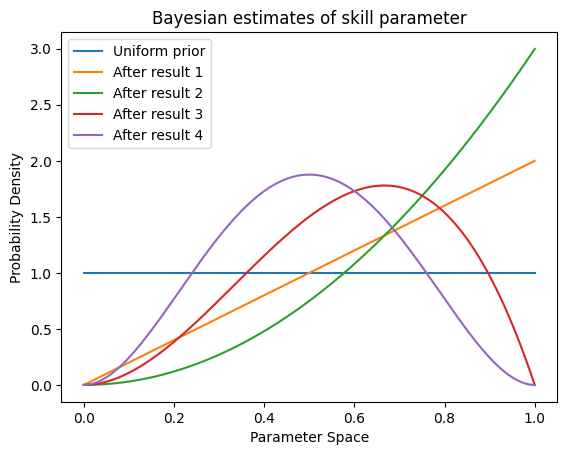 Bayesian estimates of skill parameter
Uniform prior
After result 1
After result 2
After result 3
After result 4
Probability Density
3.0
2.5
2.0
1.5
1.0
0.5
0.0
0.0 0.2 0.4 0.6 0.8 1.0
Parameter Space